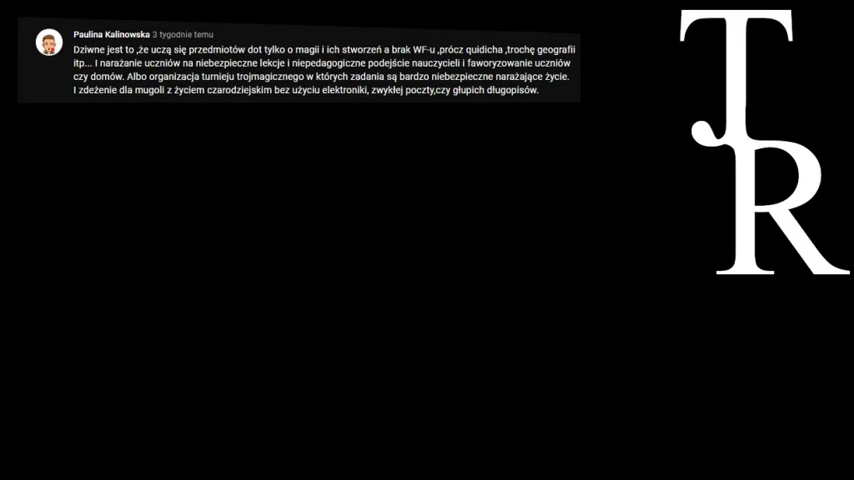 Paulina Kalinowska 3 tygodnie temu
Dziwne jest to ,że uczą się przedmiotów dot tylko o magii i ich stworzeń a brak WF-u ,prócz quidicha ,trochę geografii
itp... I narażanie uczniów na niebezpieczne lekcje i niepedagogiczne podejście nauczycieli i faworyzowanie uczniów
czy domów. Albo organizacja turnieju trojmagicznego w których zadania są bardzo niebezpieczne narażające życie.
I zdeżenie dla mugoli z życiem czarodziejskim bez użyciu elektroniki, zwykłej poczty,czy głupich długopisów.
T
R